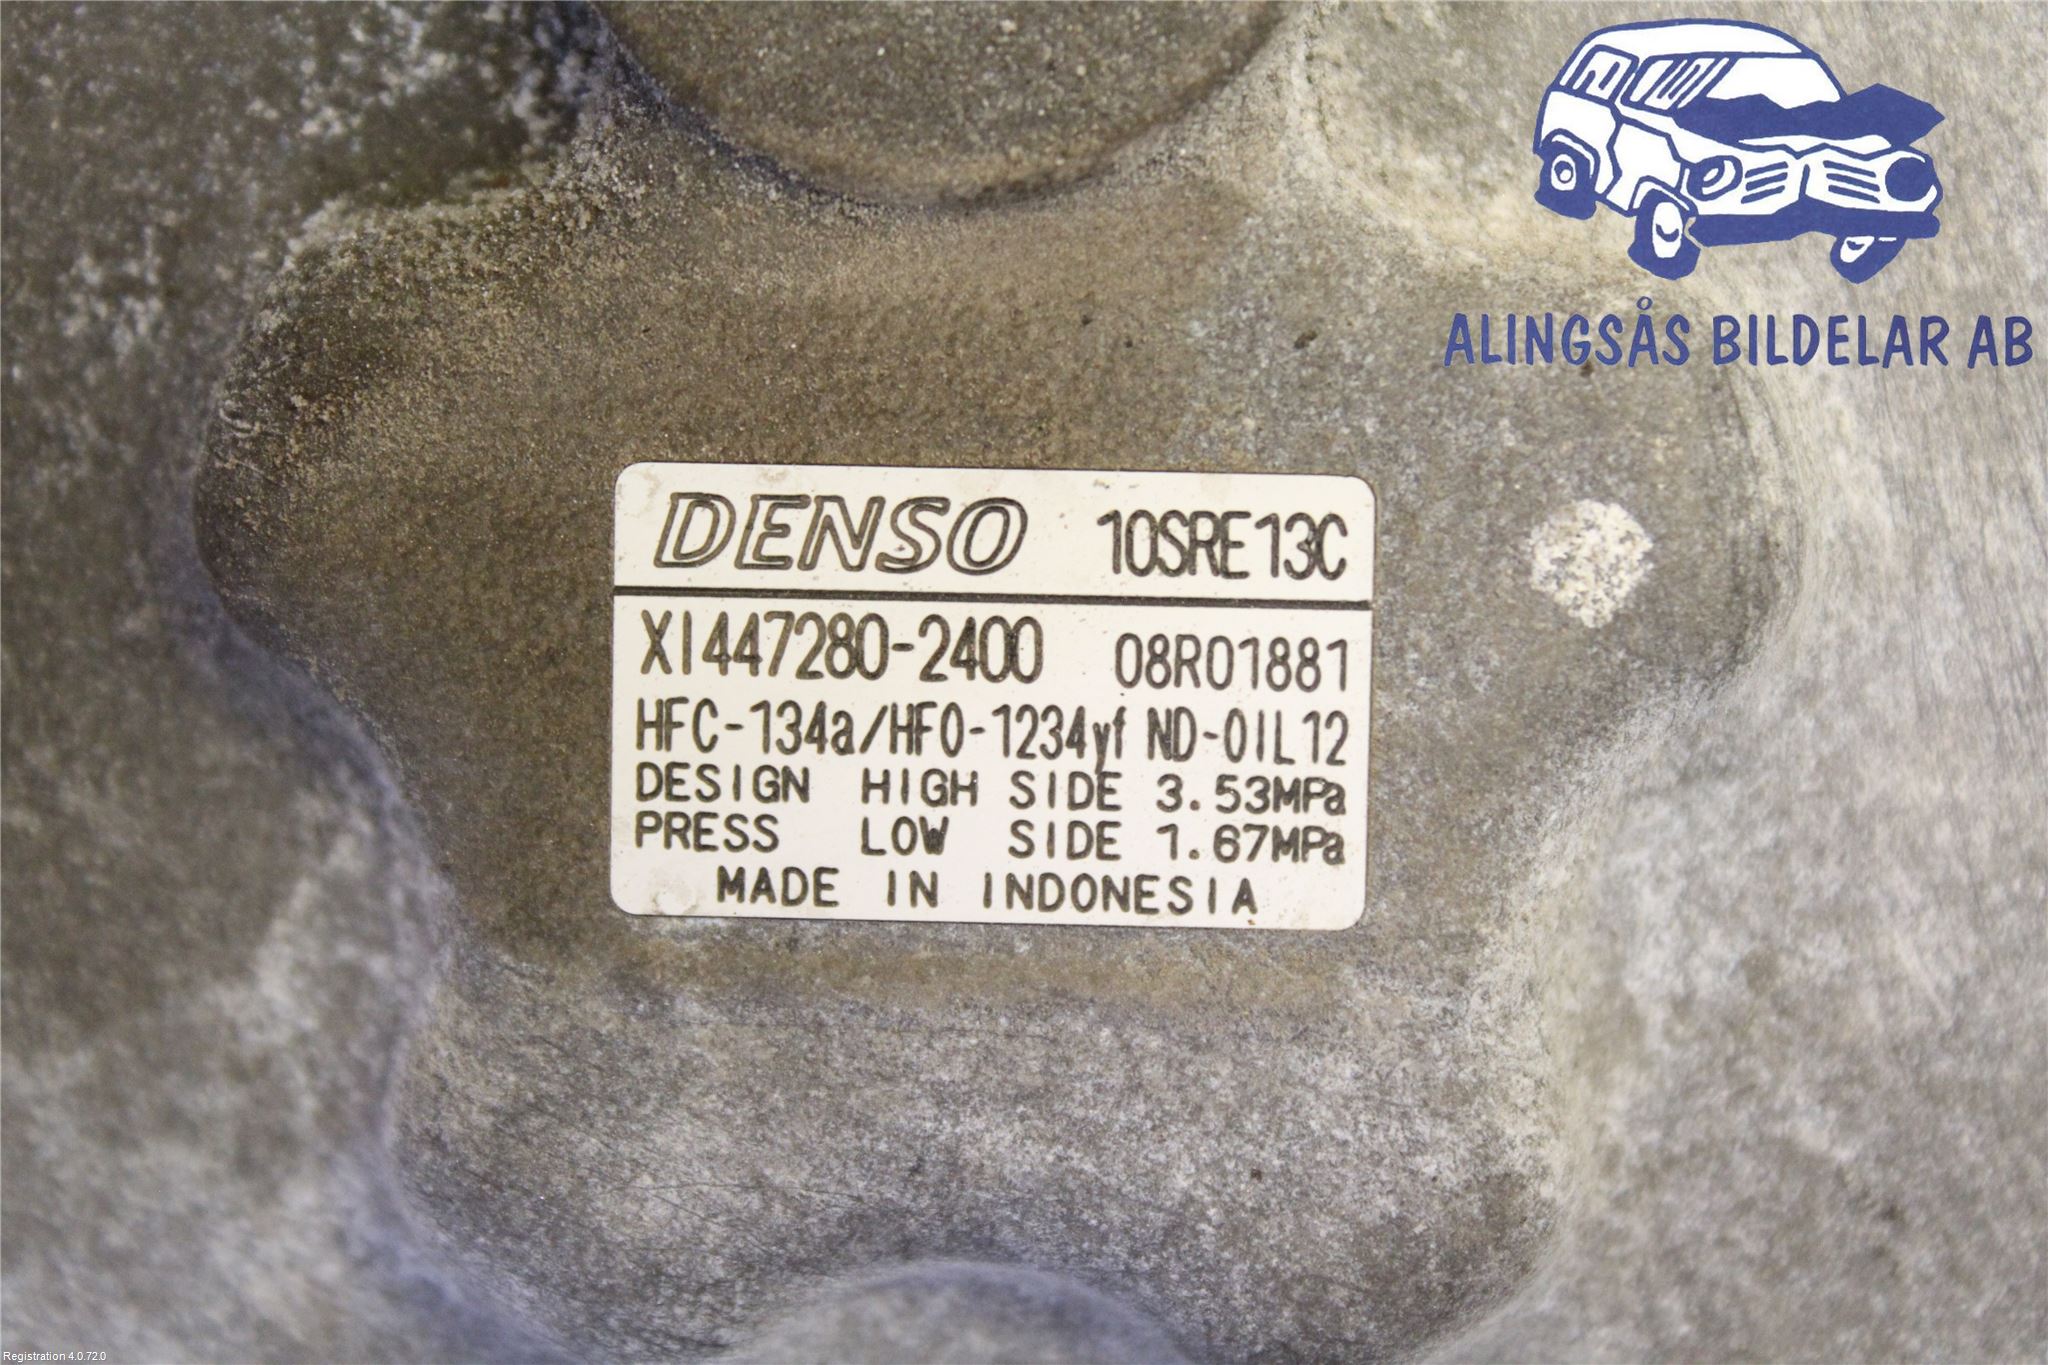 ALINGSÅS BILDELAR AB
DENSO 10SRE13C
XI447280-2400 08R01881
HFC-134a/HFO-1234yf ND-OIL12
DESIGN HIGH SIDE 3.53MPa
PRESS LOW SIDE 1.67MPa
MADE IN INDONESIA
Registration 4.0.72.0